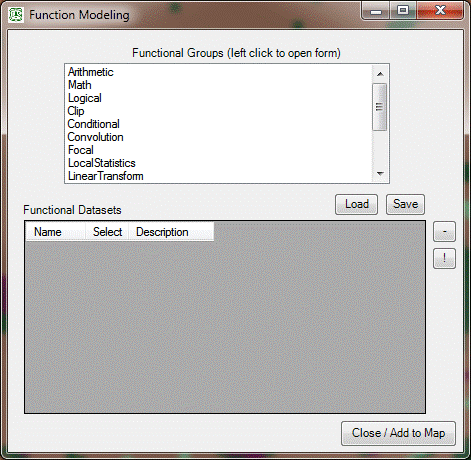 Function Modeling
Functional Groups (left click to open form)
Arithmetic
Math
Logical
Clip
Conditional
Convolution
Focal
LocalStatistics
LinearTransform
Load Save
Functional Datasets
Name Select Description
-
!
Close / Add to Map